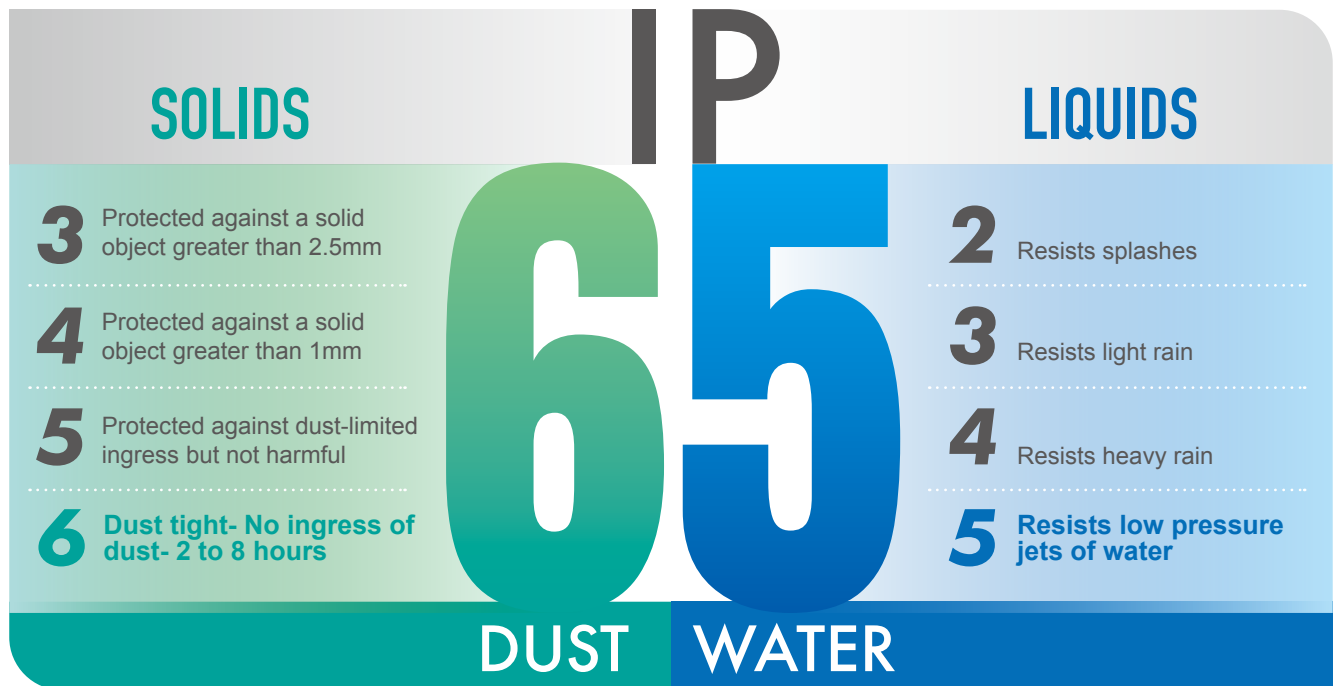 IP
SOLIDS
3
Protected against a solid
object greater than 2.5mm
4
Protected against a solid
object greater than 1mm
5
Protected against dust-limited
ingress but not harmful
6
Dust tight- No ingress of
dust- 2 to 8 hours
65
LIQUIDS
2
Resists splashes
3
Resists light rain
4
Resists heavy rain
5
Resists low pressure
jets of water
DUST
WATER